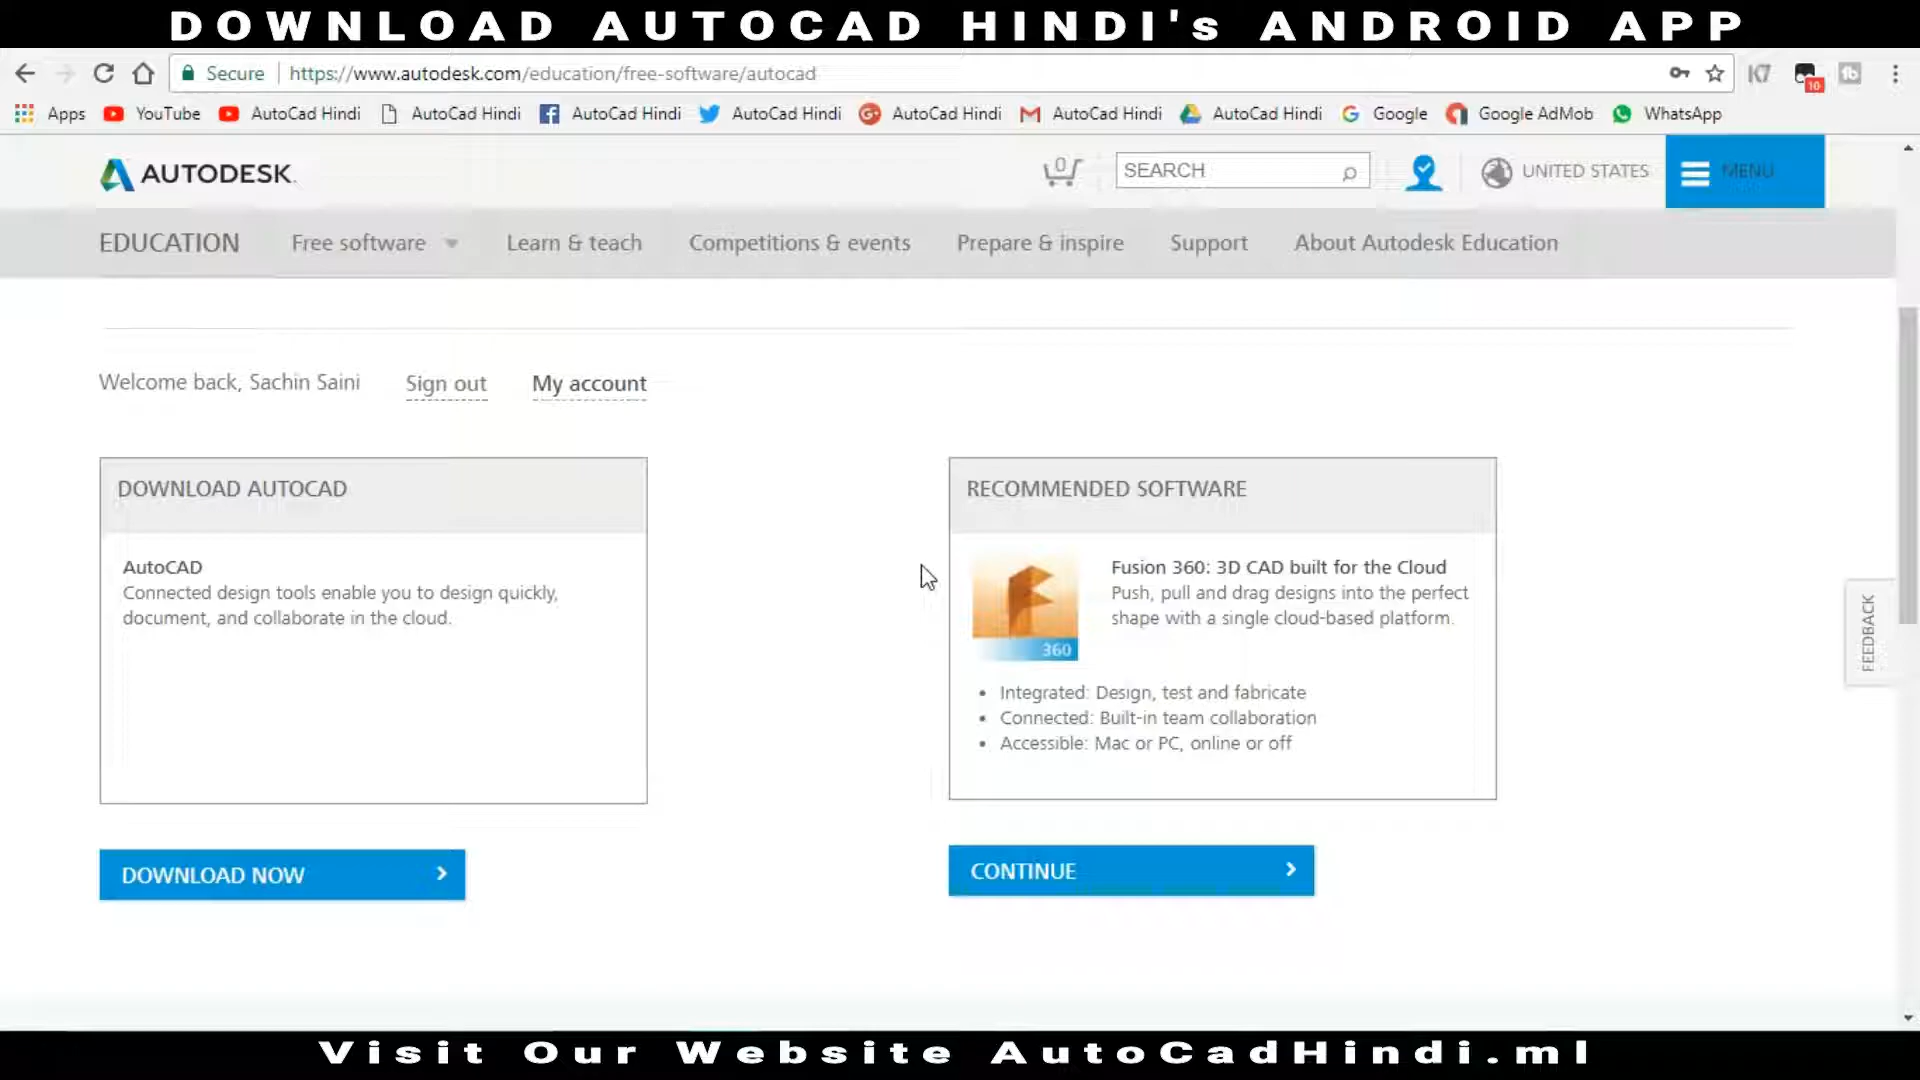 DOWNLOAD AUTOCAD HINDI's ANDROID APP
Secure https://www.autodesk.com/education/free-software/autocad
10
Apps YouTube AutoCad Hindi AutoCad Hindi AutoCad Hindi AutoCad Hindi AutoCad Hindi AutoCad Hindi AutoCad Hindi Google Google AdMob WhatsApp
AUTODESK. 0 SEARCH UNITED STATES MENU
EDUCATION Free software Learn & teach Competitions & events Prepare & inspire Support About Autodesk Education
Welcome back, Sachin Saini Sign out My account
DOWNLOAD AUTOCAD
AutoCAD
Connected design tools enable you to design quickly,
document, and collaborate in the cloud.
DOWNLOAD NOW
RECOMMENDED SOFTWARE
360
Fusion 360: 3D CAD built for the Cloud
Push, pull and drag designs into the perfect
shape with a single cloud-based platform.
• Integrated: Design, test and fabricate
• Connected: Built-in team collaboration
• Accessible: Mac or PC, online or off
CONTINUE
FEEDBACK
Visit Our Website AutoCadHindi.ml